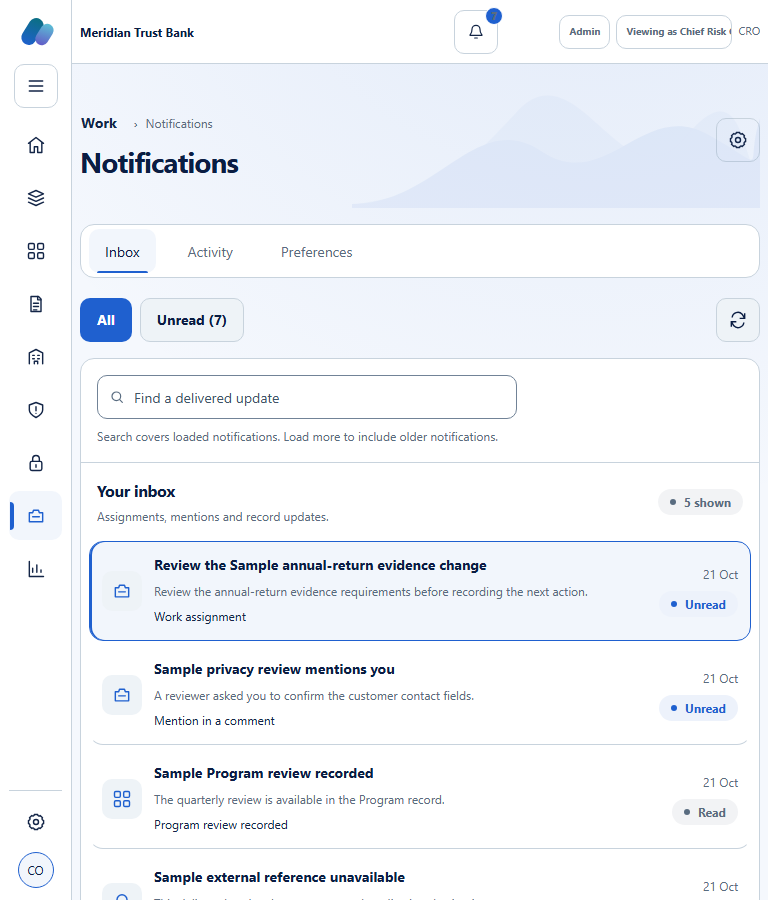 Meridian Trust Bank
Admin
Viewing as Chief Risk
CRO
Work › Notifications
Notifications
Inbox
Activity
Preferences
All
Unread (7)
Find a delivered update
Search covers loaded notifications. Load more to include older notifications.
Your inbox
5 shown
Assignments, mentions and record updates.
Review the Sample annual-return evidence change
21 Oct
Review the annual-return evidence requirements before recording the next action.
Unread
Work assignment
Sample privacy review mentions you
21 Oct
A reviewer asked you to confirm the customer contact fields.
Unread
Mention in a comment
Sample Program review recorded
21 Oct
The quarterly review is available in the Program record.
Read
Program review recorded
Sample external reference unavailable
21 Oct
CO